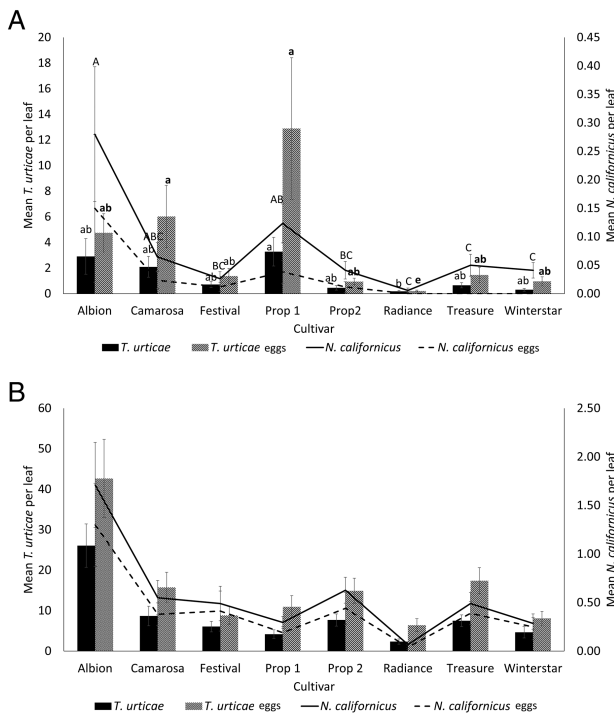 A
Mean T. urticae per leaf
20
18
16
14
12
10
8
6
4
2
0
0.45
0.40
0.35
0.30
0.25
0.20
0.15
0.10
0.05
0.00
Mean N. californicus per leaf
A
ab
ab
ABC
ab
a
ab
BC
ab
AB
a
a
BC
ab
ab
b
C
e
C
ab
ab
C
ab
ab
Albion Camarosa Festival Prop 1 Prop2 Radiance Treasure Winterstar
Cultivar
T. urticae T. urticae eggs N. californicus N. californicus eggs
B
Mean T. urticae per leaf
60
50
40
30
20
10
0
2.50
2.00
1.50
1.00
0.50
0.00
Mean N. californicus per leaf
Albion Camarosa Festival Prop 1 Prop 2 Radiance Treasure Winterstar
Cultivar
T. urticae T. urticae eggs N. californicus N. californicus eggs